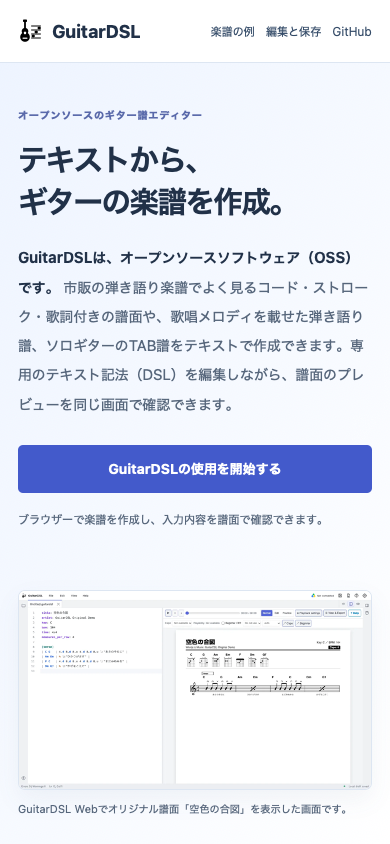 GuitarDSL
楽譜の例 編集と保存 GitHub
オープンソースのギター譜エディター
テキストから、
ギターの楽譜を作成。
GuitarDSLは、オープンソースソフトウェア（OSS）
です。 市販の弾き語り楽譜でよく見るコード・ストロー
ク・歌詞付きの譜面や、歌唱メロディを載せた弾き語り
譜、ソロギターのTAB譜をテキストで作成できます。専
用のテキスト記法（DSL）を編集しながら、譜面のプレ
ビューを同じ画面で確認できます。
GuitarDSLの使用を開始する
ブラウザーで楽譜を作成し、入力内容を譜面で確認できます。
空色の合図
GuitarDSL Webでオリジナル譜面「空色の合図」を表示した画面です。